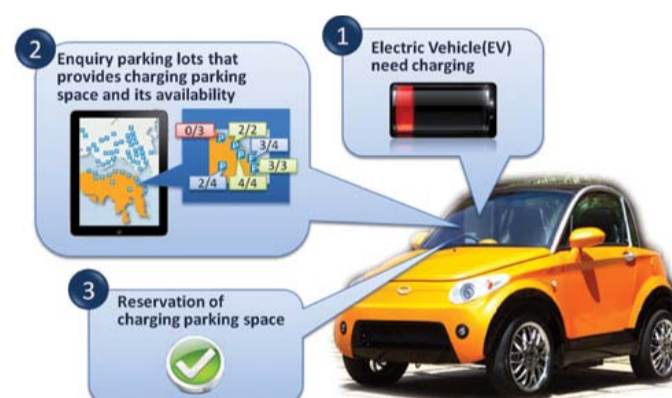 1
Electric Vehicle(EV)
need charging
2
Enquiry parking lots that
provides charging parking
space and its availability
0/3
2/2
3/4
3/3
2/4
4/4
3
Reservation of
charging parking space